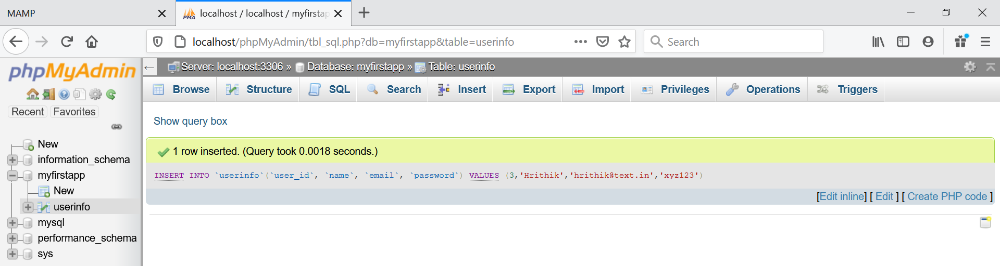 MAMP
localhost / localhost / myfirstap
localhost/phpMyAdmin/tbl_sql.php?db=myfirstapp&table=userinfo
Search
phpMyAdmin
Server: localhost:3306 » Database: myfirstapp » Table: userinfo
Browse Structure SQL Search Insert Export Import Privileges Operations Triggers
Recent Favorites
Show query box
New
information_schema
myfirstapp
New
userinfo
mysql
performance_schema
sys
1 row inserted. (Query took 0.0018 seconds.)
INSERT INTO `userinfo`(`user_id`, `name`, `email`, `password`) VALUES (3,'Hrithik','hrithik@text.in','xyz123')
[Edit inline] [ Edit ] [ Create PHP code ]